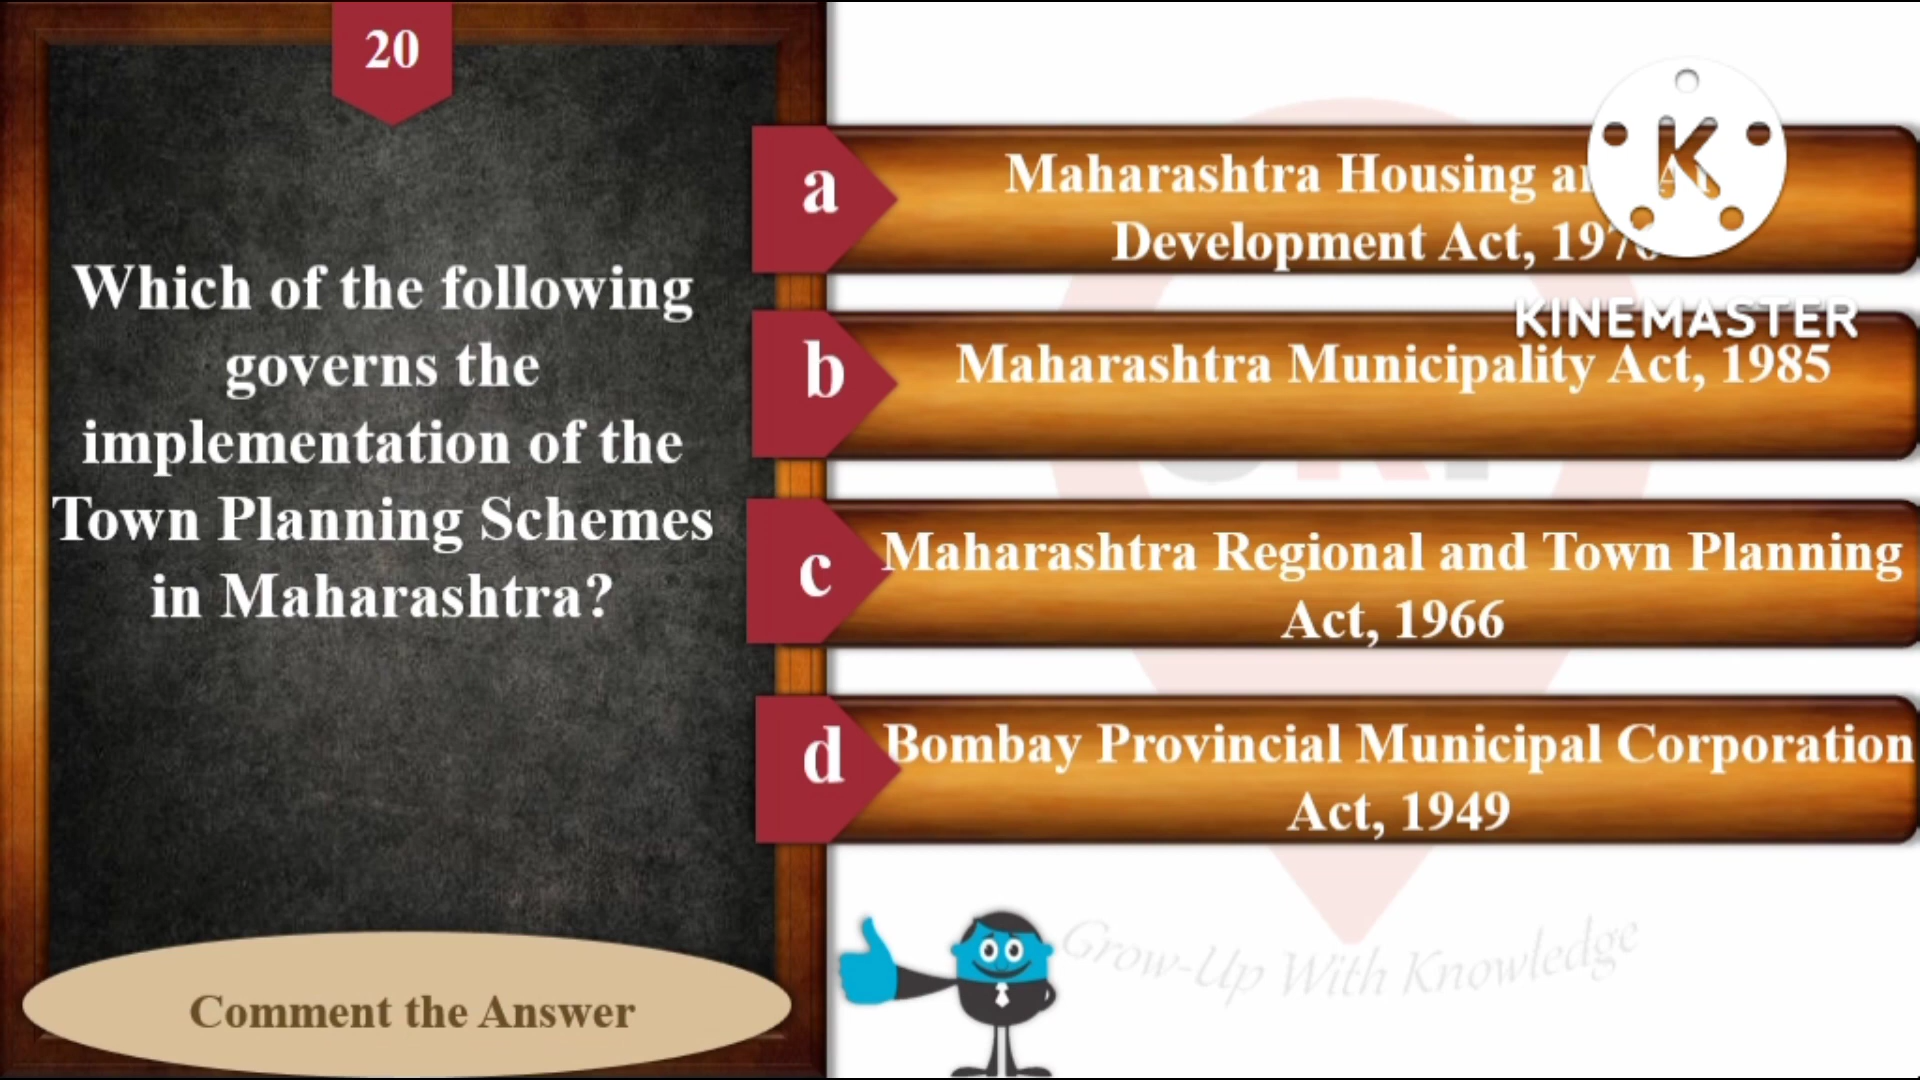 20
Which of the following
governs the
implementation of the
Town Planning Schemes
in Maharashtra?
Comment the Answer
a
Maharashtra Housing
Development Act,
K
KINEMASTER
b
Maharashtra Municipality Act, 1985
c
Maharashtra Regional and Town Planning
Act, 1966
d
Bombay Provincial Municipal Corporation
Act, 1949
Grow-Up With Knowledge